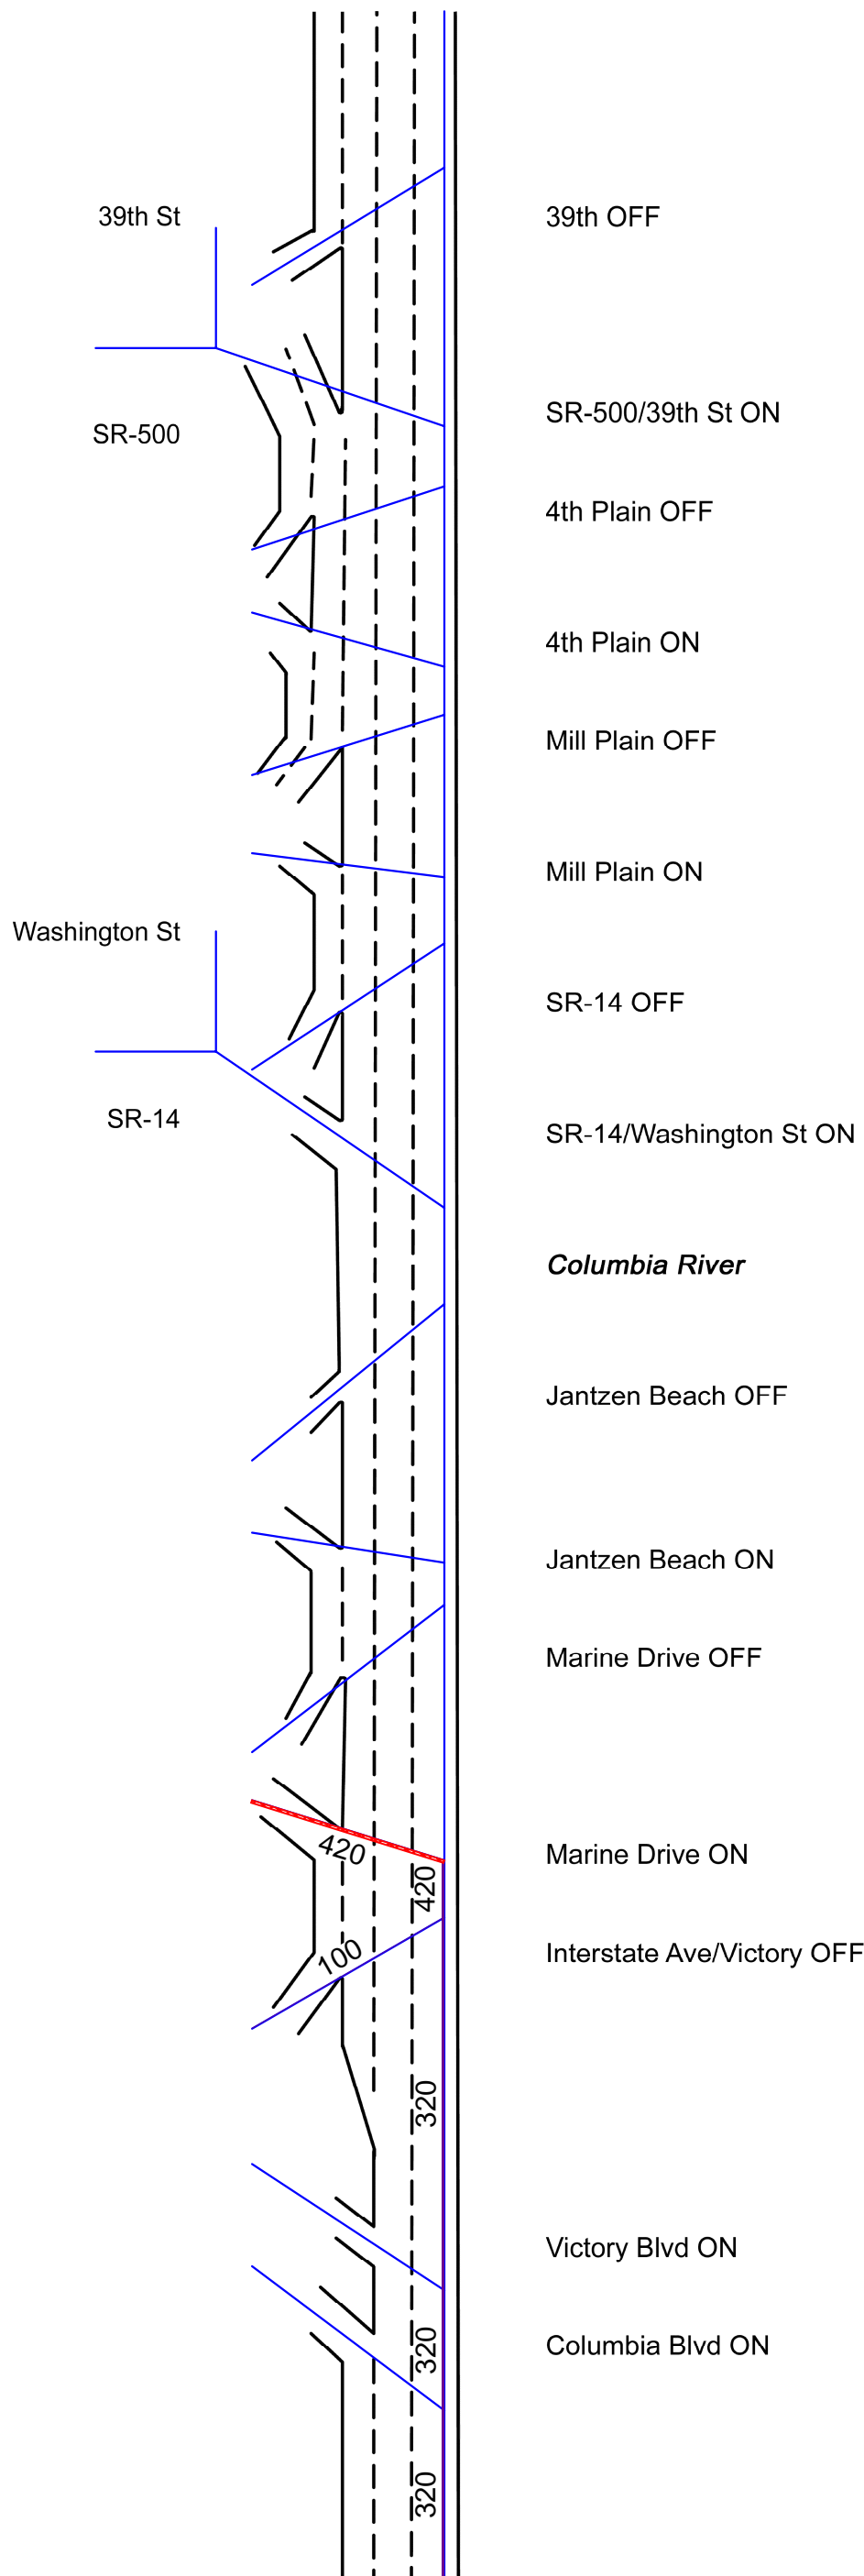 39th St
39th OFF
SR-500/39th St ON
SR-500
4th Plain OFF
4th Plain ON
Mill Plain OFF
Mill Plain ON
Washington St
SR-14 OFF
SR-14
SR-14/Washington St ON
Columbia River
Jantzen Beach OFF
Jantzen Beach ON
Marine Drive OFF
420
Marine Drive ON
420
100
Interstate Ave/Victory OFF
320
Victory Blvd ON
320
Columbia Blvd ON
320